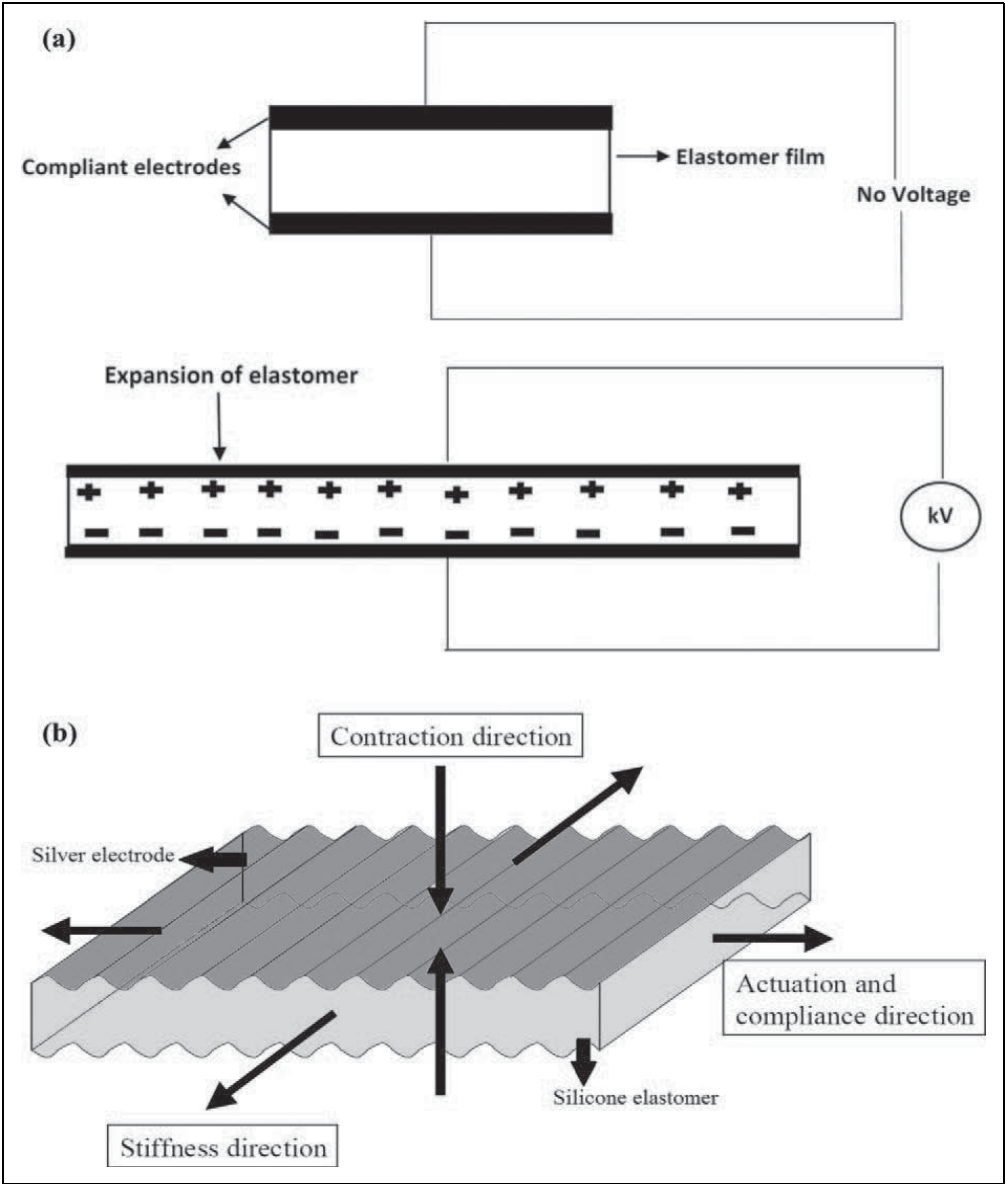 (a)
Compliant electrodes
Elastomer film
No Voltage
Expansion of elastomer
kV
(b)
Contraction direction
Silver electrode
Actuation and
compliance direction
Silicone elastomer
Stiffness direction